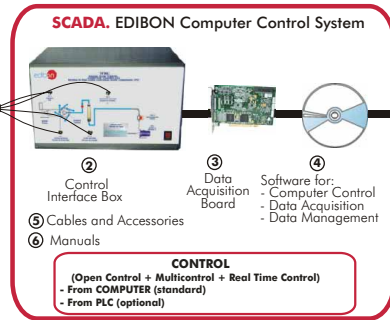 SCADA. EDIBON Computer Control System
edibon
2
Control
Interface Box
3
Data
Acquisition
Board
4
Software for:
- Computer Control
- Data Acquisition
- Data Management
5 Cables and Accessories
6 Manuals
CONTROL
(Open Control + Multicontrol + Real Time Control)
- From COMPUTER (standard)
- From PLC (optional)